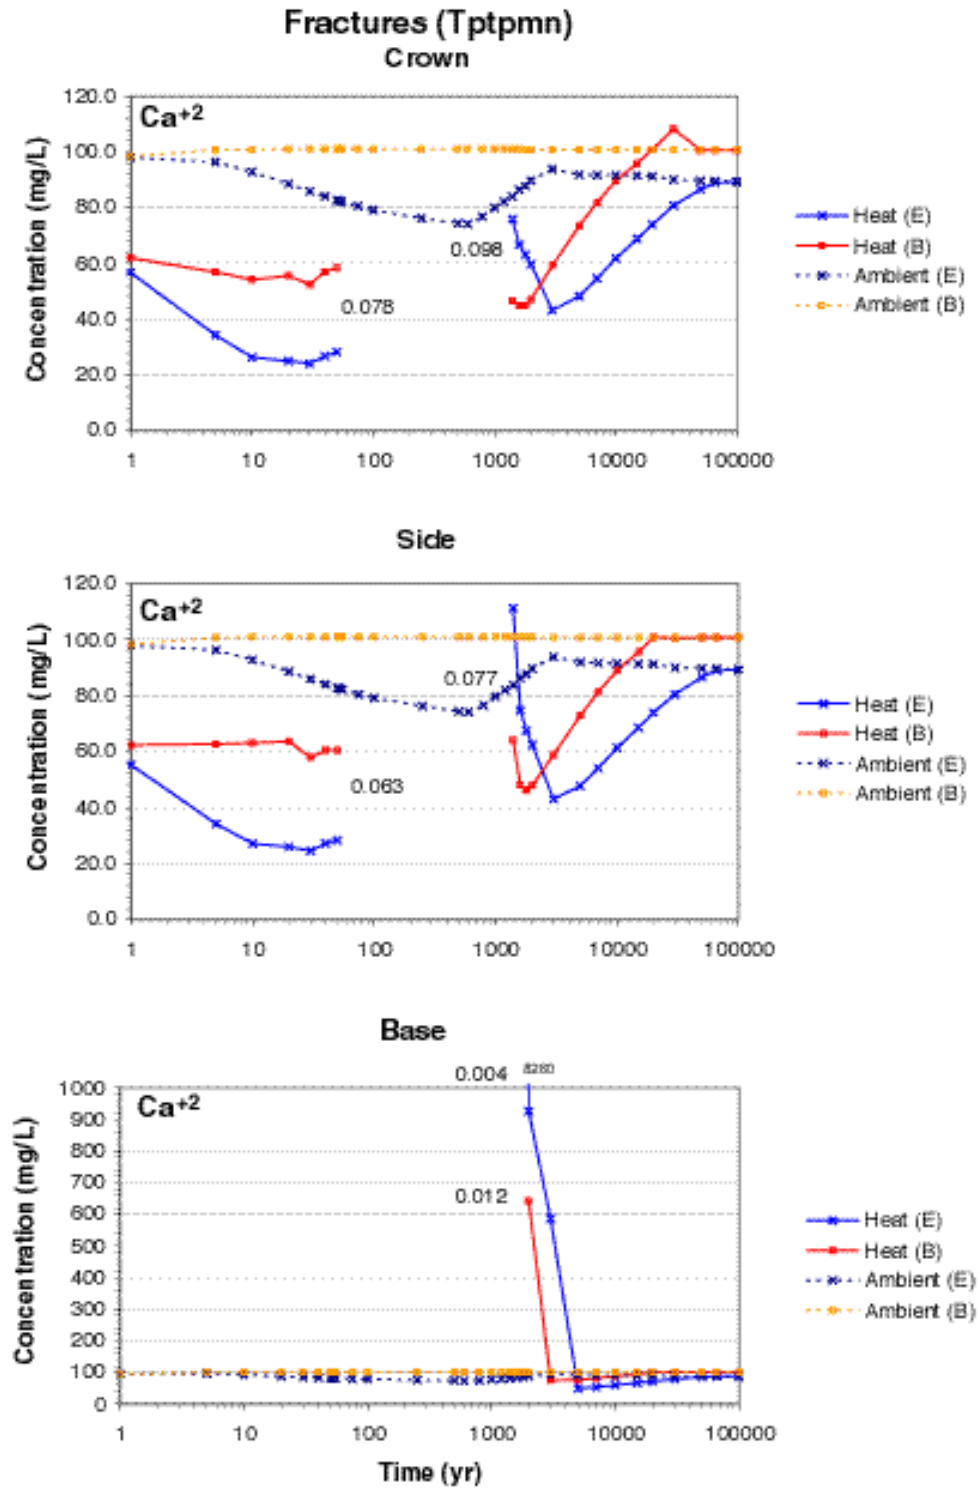 Fractures (Tptpmn)
Crown
120.0
100.0
80.0
60.0
40.0
20.0
0.0
Concentration (mg/L)
Ca+2
0.098
0.078
1 10 100 1000 10000 100000
Heat (E)
Heat (B)
Ambient (E)
Ambient (B)
Side
120.0
100.0
80.0
60.0
40.0
20.0
0.0
Concentration (mg/L)
Ca+2
0.077
0.063
1 10 100 1000 10000 100000
Heat (E)
Heat (B)
Ambient (E)
Ambient (B)
Base
1000
900
800
700
600
500
400
300
200
100
0
Concentration (mg/L)
Ca+2
0.004 8280
0.012
1 10 100 1000 10000 100000
Time (yr)
Heat (E)
Heat (B)
Ambient (E)
Ambient (B)